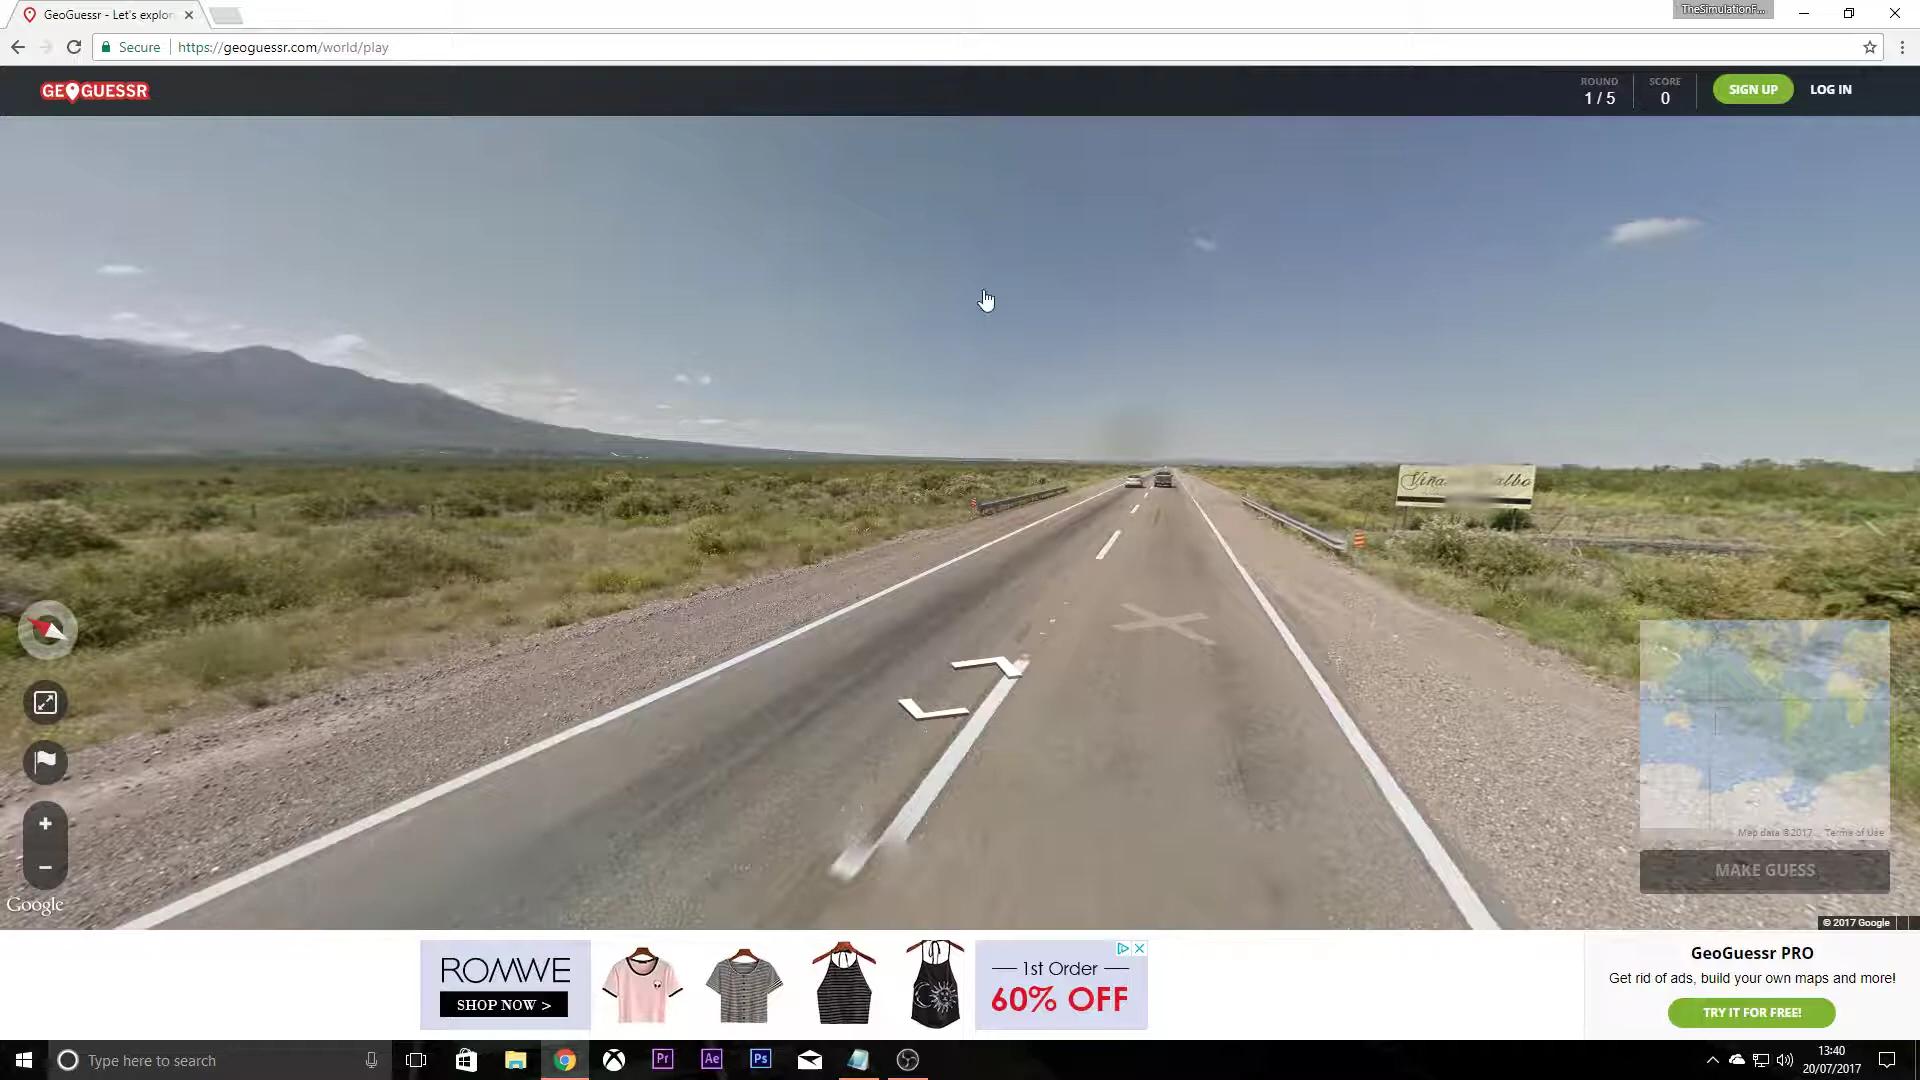 GeoGuessr - Let's explor
TheSimulationF...
Secure
https://geoguessr.com/world/play
GEOGUESSR
ROUND
1 / 5
SCORE
0
SIGN UP
LOG IN
Map data ©2017
Terms of Use
MAKE GUESS
Google
© 2017 Google
ROMWE
SHOP NOW >
1st Order
60% OFF
GeoGuessr PRO
Get rid of ads, build your own maps and more!
TRY IT FOR FREE!
Type here to search
Pr
Ae
Ps
13:40
20/07/2017